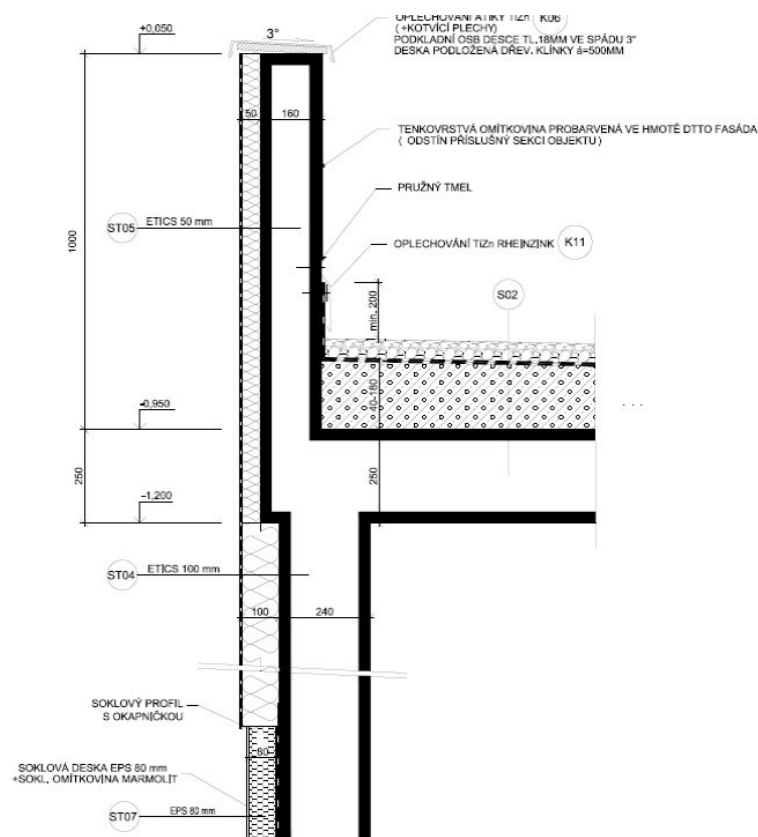 OPLECHOVÁNÍ ATIKY TiZn K06
( +KOTVÍCÍ PLECHY)
PODKLADNÍ OSB DESCE TL.18MM VE SPÁDU 3°
DESKA PODLOŽENÁ DŘEV. KLÍNKY á=500MM
+0,050
3°
50 160
TENKOVRSTVÁ OMÍTKOVINA PROBARVENÁ VE HMOTĚ DTTO FASÁDA
( ODSTÍN PŘÍSLUŠNÝ SEKCI OBJEKTU )
PRUŽNÝ TMEL
ST05 ETICS 50 mm
OPLECHOVÁNÍ TiZn RHEINZINK K11
1000
min. 200
S02
40-180
-0,950
250
250
-1,200
ST04 ETICS 100 mm
100 240
SOKLOVÝ PROFIL
S OKAPNIČKOU
80
SOKLOVÁ DESKA EPS 80 mm
+SOKL. OMÍTKOVINA MARMOLIT
ST07 EPS 80 mm
...